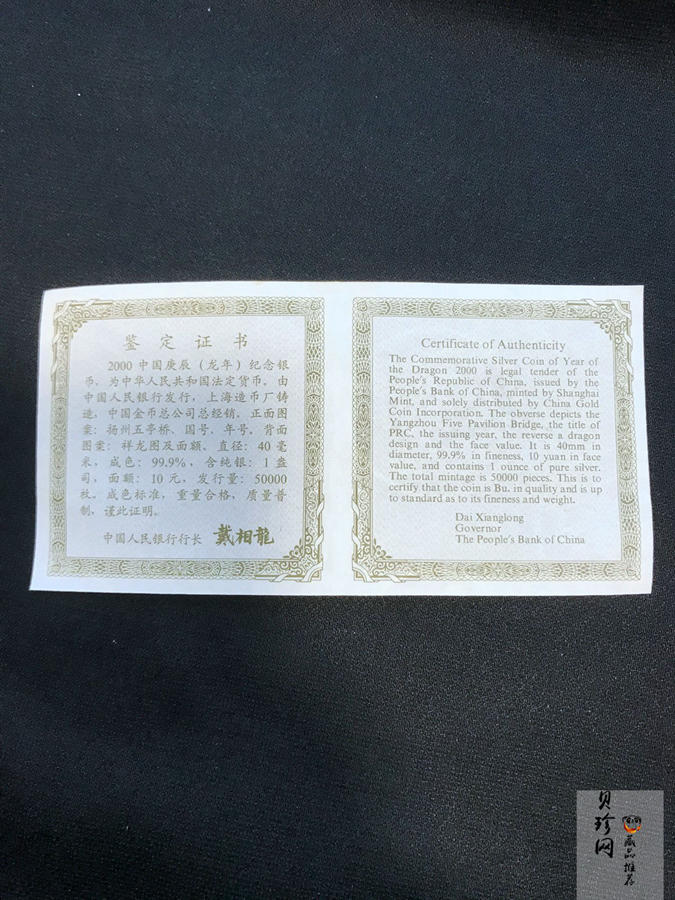 鉴定证书
2000中国庚辰（龙年）纪念银
币，为中华人民共和国法定货币。由
中国人民银行发行，上海造币厂铸
造，中国金币总公司总经销。正面图
案：扬州五亭桥、国号、年号，背面
图案：祥龙图及面额。直径：40毫
米，成色：99.9%，含纯银：1盎
司，面额：10元，发行量：50000
枚。成色标准，重量合格，质量普
制，谨此证明。
中国人民银行行长 戴相龍
Certificate of Authenticity
The Commemorative Silver Coin of Year of
the Dragon 2000 is legal tender of the
People's Republic of China, issued by the
People's Bank of China, minted by Shanghai
Mint, and solely distributed by China Gold
Coin Incorporation. The obverse depicts the
Yangzhou Five Pavilion Bridge, the title of
PRC, the issuing year, the reverse a dragon
design and the face value. It is 40mm in
diameter, 99.9% in fineness, 10 yuan in face
value, and contains 1 ounce of pure silver.
The total mintage is 50000 pieces. This is to
certify that the coin is Bu. in quality and is up
to standard as to its fineness and weight.
Dai Xianglong
Governor
The People's Bank of China
贝珍网
藏品推荐